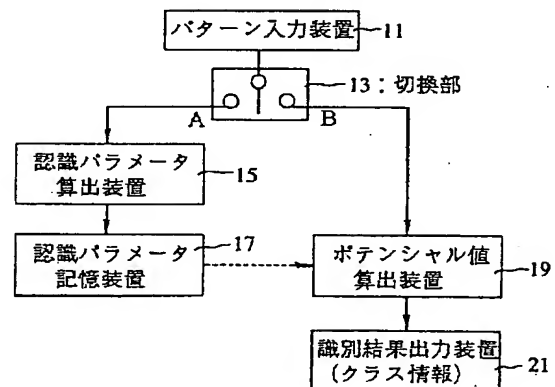 パターン入力装置
11
13：切換部
A
B
認識パラメータ
算出装置
15
認識パラメータ
記憶装置
17
ポテンシャル値
算出装置
19
識別結果出力装置
(クラス情報)
21